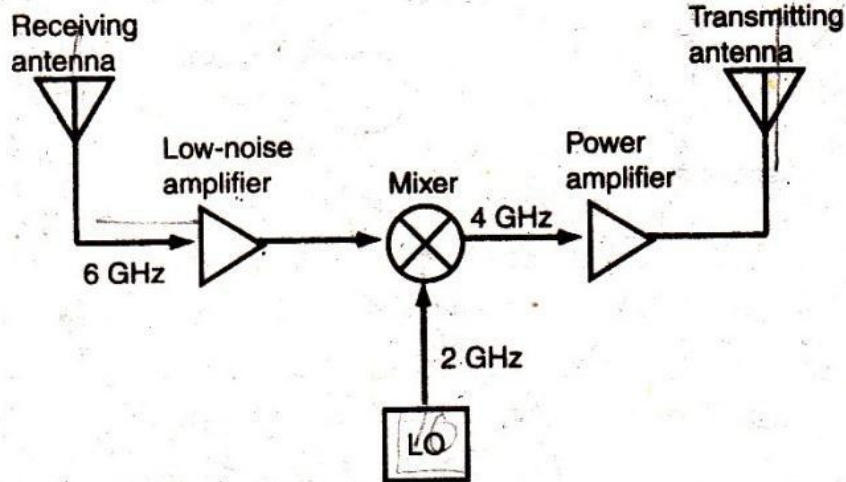 Receiving
antenna
Transmitting
antenna
Low-noise
amplifier
Mixer
Power
amplifier
6 GHz
4 GHz
2 GHz
LO